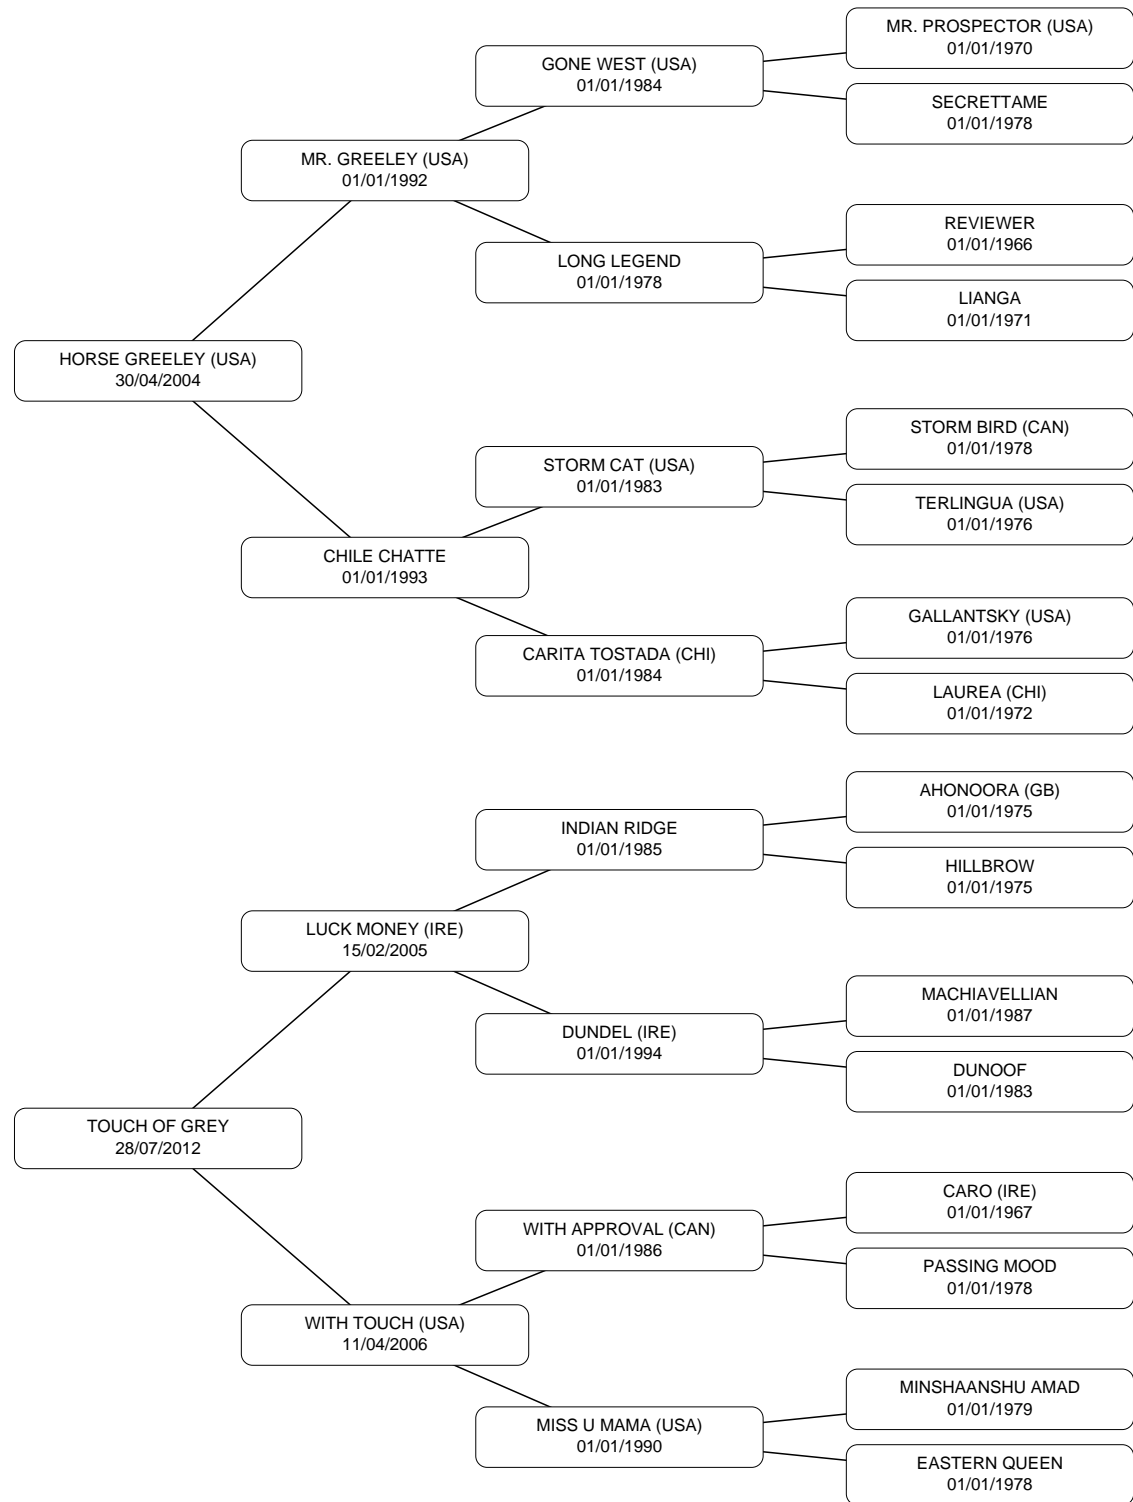 MR. PROSPECTOR (USA)
01/01/1970
GONE WEST (USA)
01/01/1984
SECRETTAME
01/01/1978
MR. GREELEY (USA)
01/01/1992
REVIEWER
01/01/1966
LONG LEGEND
01/01/1978
LIANGA
01/01/1971
HORSE GREELEY (USA)
30/04/2004
STORM BIRD (CAN)
01/01/1978
STORM CAT (USA)
01/01/1983
TERLINGUA (USA)
01/01/1976
CHILE CHATTE
01/01/1993
GALLANTSKY (USA)
01/01/1976
CARITA TOSTADA (CHI)
01/01/1984
LAUREA (CHI)
01/01/1972
AHONOORA (GB)
01/01/1975
INDIAN RIDGE
01/01/1985
HILLBROW
01/01/1975
LUCK MONEY (IRE)
15/02/2005
MACHIAVELLIAN
01/01/1987
DUNDEL (IRE)
01/01/1994
DUNOOF
01/01/1983
TOUCH OF GREY
28/07/2012
CARO (IRE)
01/01/1967
WITH APPROVAL (CAN)
01/01/1986
PASSING MOOD
01/01/1978
WITH TOUCH (USA)
11/04/2006
MINSHAANSHU AMAD
01/01/1979
MISS U MAMA (USA)
01/01/1990
EASTERN QUEEN
01/01/1978